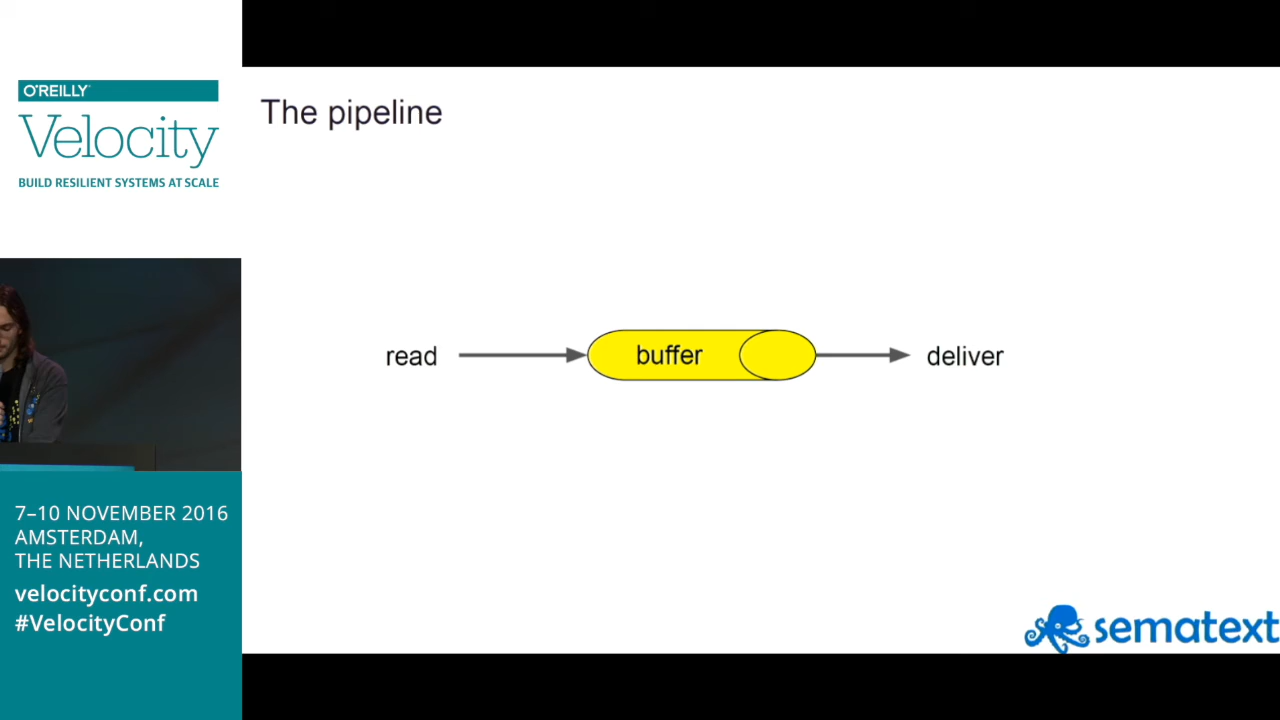 O'REILLY
Velocity
BUILD RESILIENT SYSTEMS AT SCALE
The pipeline
read
buffer
deliver
7–10 NOVEMBER 2016
AMSTERDAM,
THE NETHERLANDS
velocityconf.com
#VelocityConf
sematext